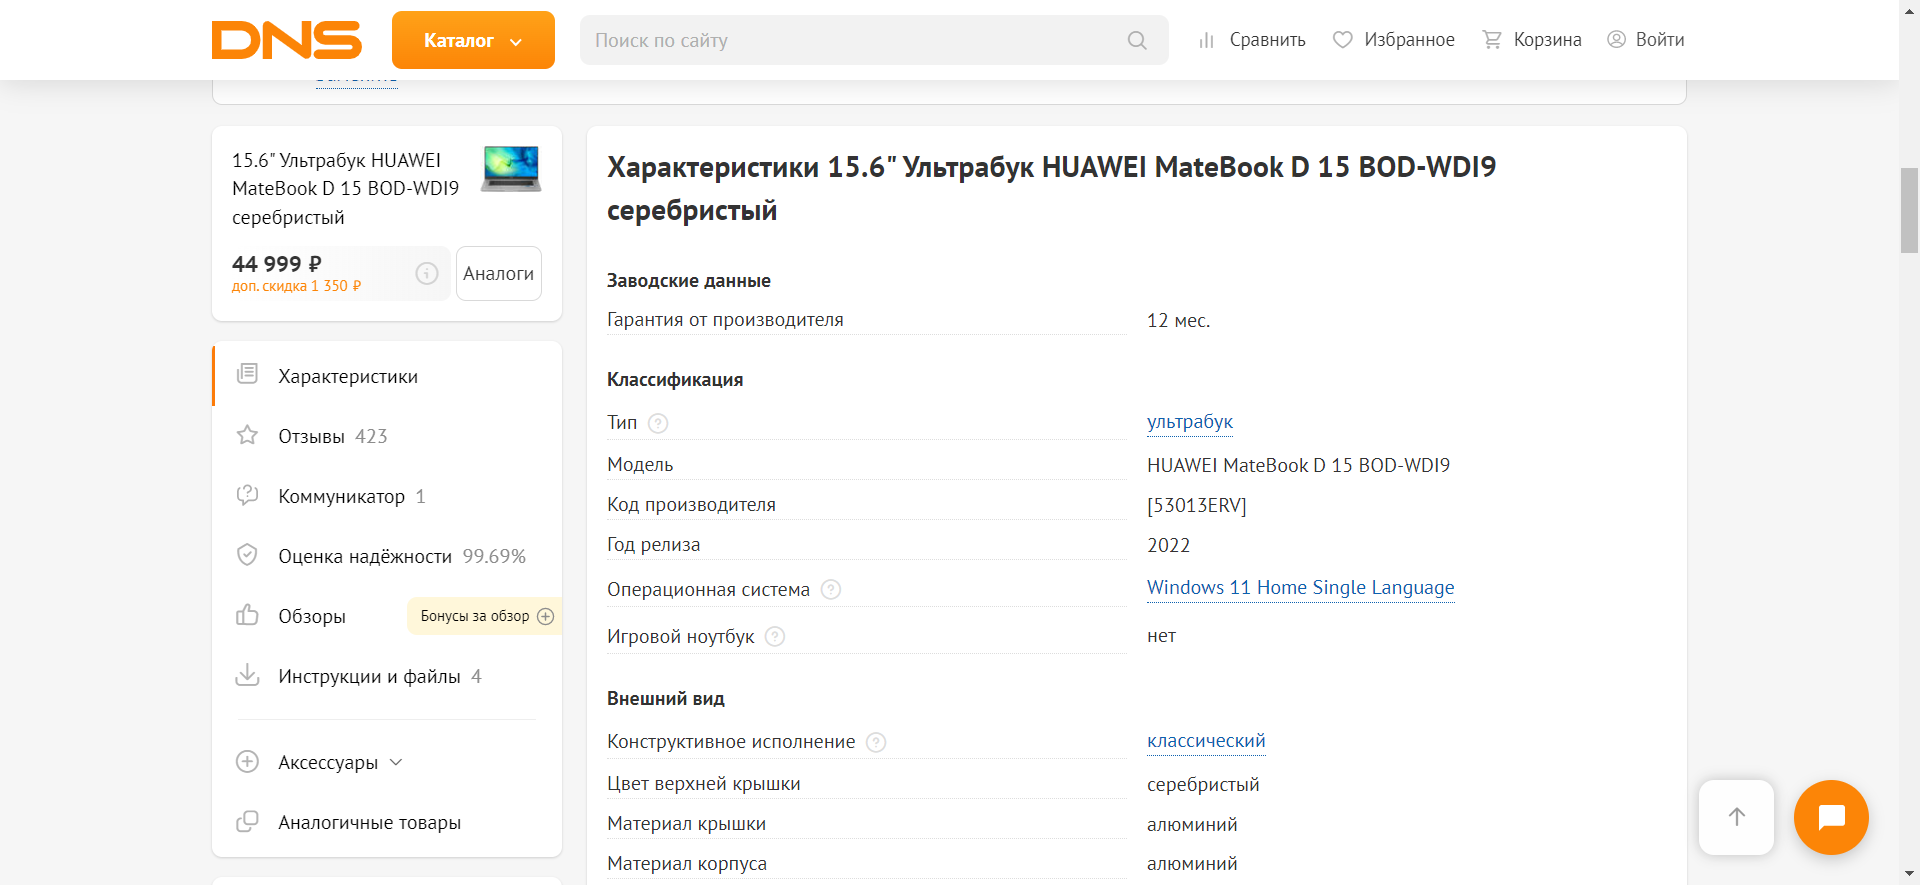 DNS
Каталог
Поиск по сайту
Сравнить
Избранное
Корзина
Войти
15.6" Ультрабук HUAWEI
MateBook D 15 BOD-WDI9
серебристый
44 999 ₽
доп. скидка 1 350 ₽
Аналоги
Характеристики
Отзывы 423
Коммуникатор 1
Оценка надёжности 99.69%
Обзоры
Бонусы за обзор
Инструкции и файлы 4
Аксессуары
Аналогичные товары
Характеристики 15.6" Ультрабук HUAWEI MateBook D 15 BOD-WDI9
серебристый
Заводские данные
Гарантия от производителя 12 мес.
Классификация
Тип ? ультрабук
Модель HUAWEI MateBook D 15 BOD-WDI9
Код производителя [53013ERV]
Год релиза 2022
Операционная система ? Windows 11 Home Single Language
Игровой ноутбук ? нет
Внешний вид
Конструктивное исполнение ? классический
Цвет верхней крышки серебристый
Материал крышки алюминий
Материал корпуса алюминий